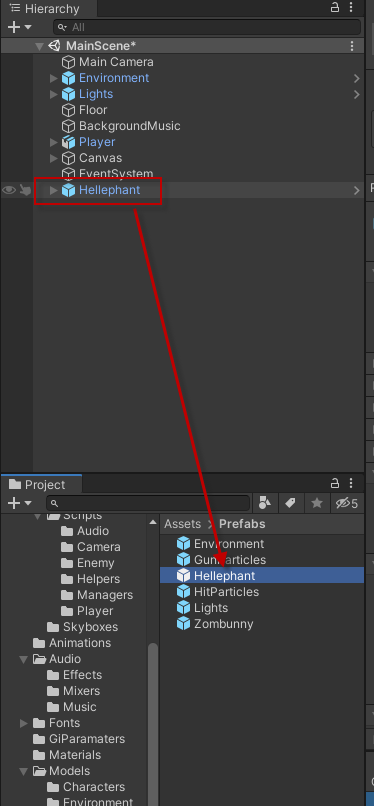 Hierarchy
All
MainScene*
Main Camera
Environment
Lights
Floor
BackgroundMusic
Player
Canvas
EventSystem
Hellephant
Project
5
Scripts
Audio
Camera
Enemy
Helpers
Managers
Player
Skyboxes
Animations
Audio
Effects
Mixers
Music
Fonts
GiParamaters
Materials
Models
Characters
Environment
Assets > Prefabs
Environment
GunParticles
Hellephant
HitParticles
Lights
Zombunny